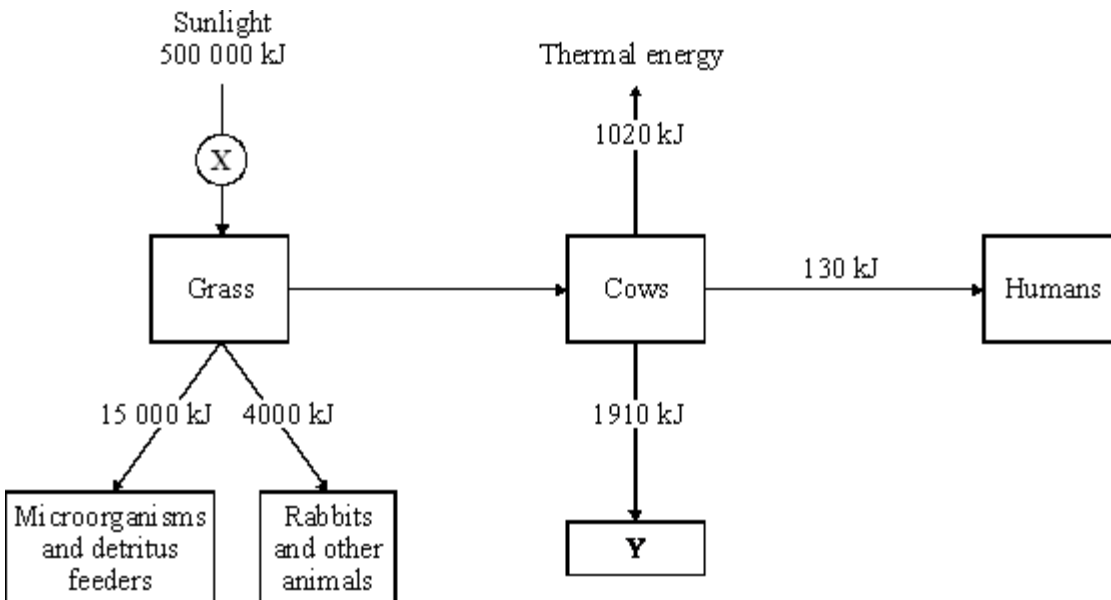 Sunlight
500 000 kJ
Thermal energy
1020 kJ
X
Grass
Cows
130 kJ
Humans
15 000 kJ
4000 kJ
1910 kJ
Microorganisms
and detritus
feeders
Rabbits
and other
animals
Y